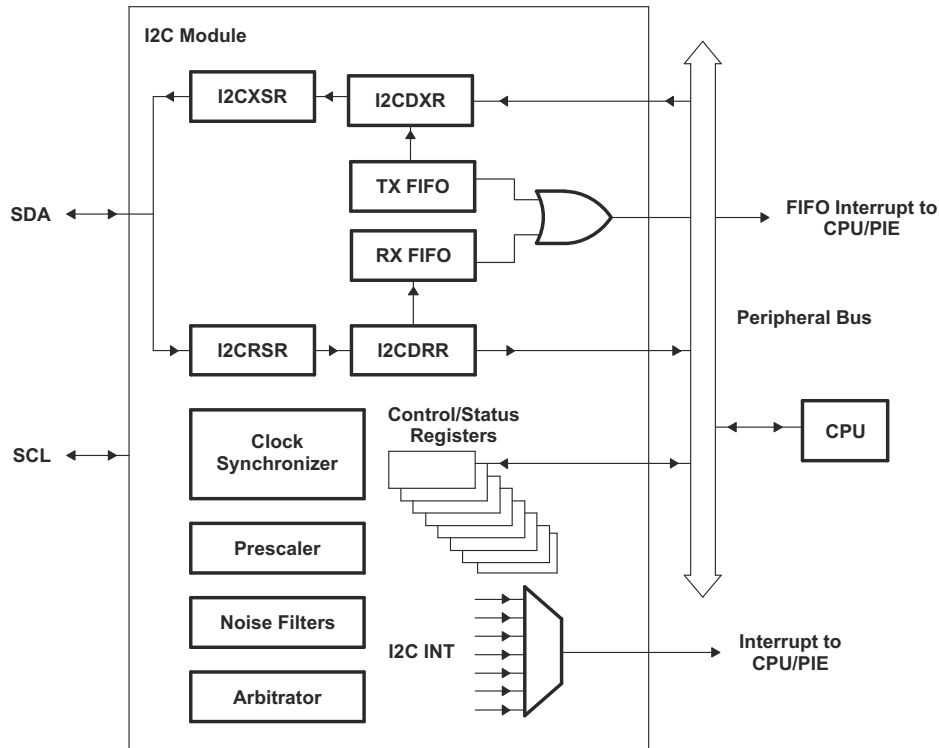 I2C Module
I2CXSR
I2CDXR
TX FIFO
SDA
FIFO Interrupt to
CPU/PIE
RX FIFO
Peripheral Bus
I2CRSR
I2CDRR
Control/Status
Registers
CPU
Clock
Synchronizer
SCL
Prescaler
Noise Filters
I2C INT
Interrupt to
CPU/PIE
Arbitrator